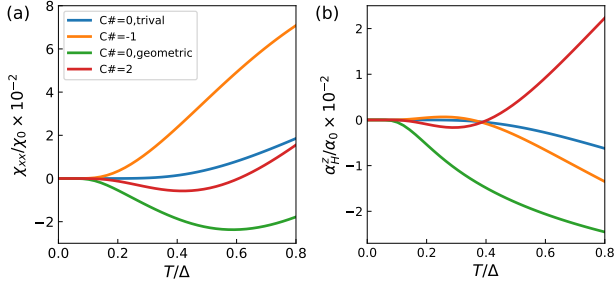 (a)
8
6
4
2
0
−2
χxx/χ0 × 10⁻²
C#=0,trival
C#=-1
C#=0,geometric
C#=2
0.0 0.2 0.4 0.6 0.8
T/Δ
(b)
2
1
0
−1
−2
α_H^z/α0 × 10⁻²
0.0 0.2 0.4 0.6 0.8
T/Δ